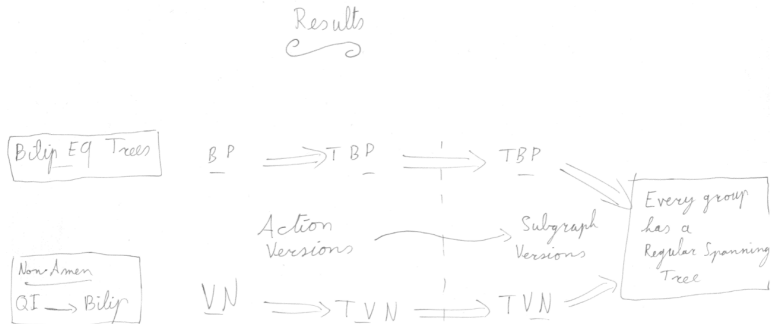 Results
Bilip EQ Trees
BP ⟹ TBP ⟹ TBP
Every group
has a
Regular Spanning
Tree
Action
Versions
Subgraph
Versions
Non-Amen
QI ⟶ Bilip
VN ⟹ TVN ⟹ TVN